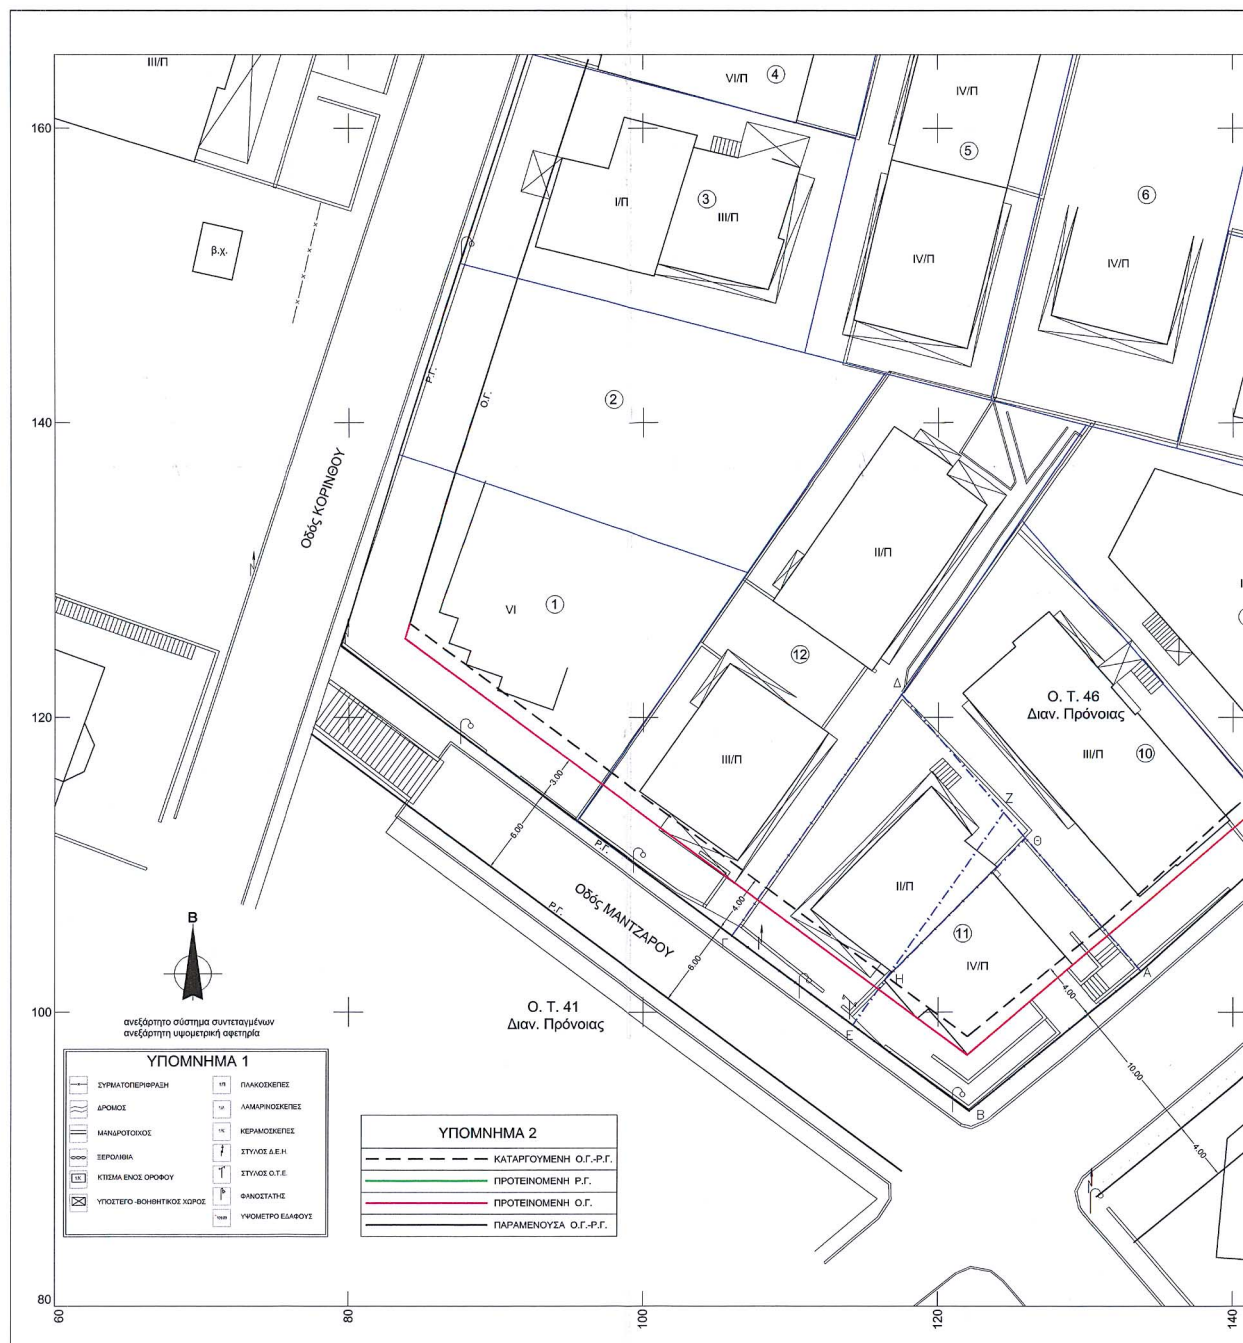 III/Π
VI/Π
4
IV/Π
5
160
I/Π
3
III/Π
6
β.χ.
IV/Π
IV/Π
Ρ.Γ.
Ο.Γ.
2
140
Οδός ΚΟΡΙΝΘΟΥ
II/Π
VI
1
12
Δ
Ο. Τ. 46
Διαν. Πρόνοιας
120
III/Π
III/Π
10
3.00
Ζ
6.00
Ρ.Γ.
Θ
II/Π
Οδός ΜΑΝΤΖΑΡΟΥ
4.00
Ρ.Γ.
Γ
11
6.00
IV/Π
Α
Η
4.00
Β
100
Ο. Τ. 41
Διαν. Πρόνοιας
Ε
10.00
ανεξάρτητο σύστημα συντεταγμένων
ανεξάρτητη υψομετρική αφετηρία
Β
4.00
ΥΠΟΜΝΗΜΑ 1
ΣΥΡΜΑΤΟΠΕΡΙΦΡΑΞΗ
ΠΛΑΚΟΣΚΕΠΕΣ
ΔΡΟΜΟΣ
ΛΑΜΑΡΙΝΟΣΚΕΠΕΣ
ΜΑΝΔΡΟΤΟΙΧΟΣ
ΚΕΡΑΜΟΣΚΕΠΕΣ
ΞΕΡΟΛΙΘΙΑ
ΣΤΥΛΟΣ Δ.Ε.Η.
ΚΤΙΣΜΑ ΕΝΟΣ ΟΡΟΦΟΥ
ΣΤΥΛΟΣ Ο.Τ.Ε.
ΥΠΟΣΤΕΓΟ -ΒΟΗΘΗΤΙΚΟΣ ΧΩΡΟΣ
ΦΑΝΟΣΤΑΤΗΣ
ΥΨΟΜΕΤΡΟ ΕΔΑΦΟΥΣ
ΥΠΟΜΝΗΜΑ 2
ΚΑΤΑΡΓΟΥΜΕΝΗ Ο.Γ.-Ρ.Γ.
ΠΡΟΤΕΙΝΟΜΕΝΗ Ρ.Γ.
ΠΡΟΤΕΙΝΟΜΕΝΗ Ο.Γ.
ΠΑΡΑΜΕΝΟΥΣΑ Ο.Γ.-Ρ.Γ.
80
60
80
100
120
140